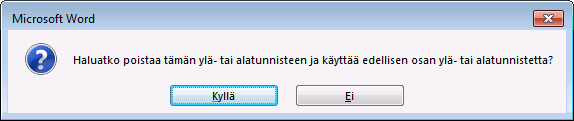 Microsoft Word
Haluatko poistaa tämän ylä- tai alatunnisteen ja käyttää edellisen osan ylä- tai alatunnistetta?
Kyllä
Ei